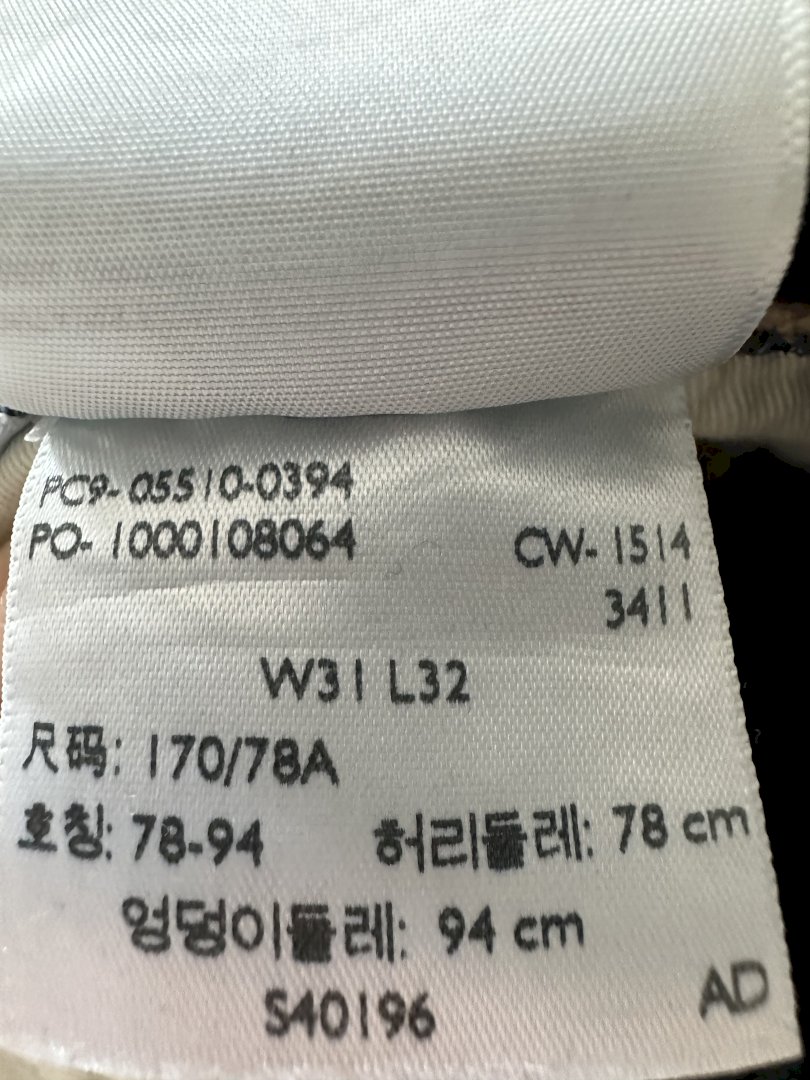 PC9-05510-0394
PO-1000108064 CW-1514
3411
W31 L32
尺码: 170/78A
호칭: 78-94 허리둘레: 78 cm
엉덩이둘레: 94 cm
S40196 AD